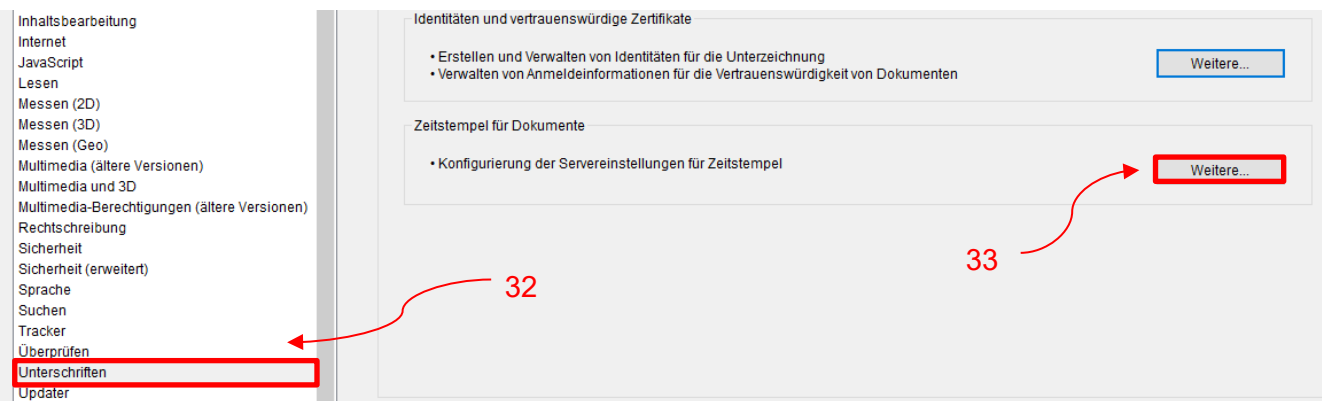 Inhaltsbearbeitung
Internet
JavaScript
Lesen
Messen (2D)
Messen (3D)
Messen (Geo)
Multimedia (ältere Versionen)
Multimedia und 3D
Multimedia-Berechtigungen (ältere Versionen)
Rechtschreibung
Sicherheit
Sicherheit (erweitert)
Sprache
Suchen
Tracker
Überprüfen
Unterschriften
Updater
32
Identitäten und vertrauenswürdige Zertifikate
• Erstellen und Verwalten von Identitäten für die Unterzeichnung
• Verwalten von Anmeldeinformationen für die Vertrauenswürdigkeit von Dokumenten
Weitere...
Zeitstempel für Dokumente
• Konfigurierung der Servereinstellungen für Zeitstempel
Weitere...
33